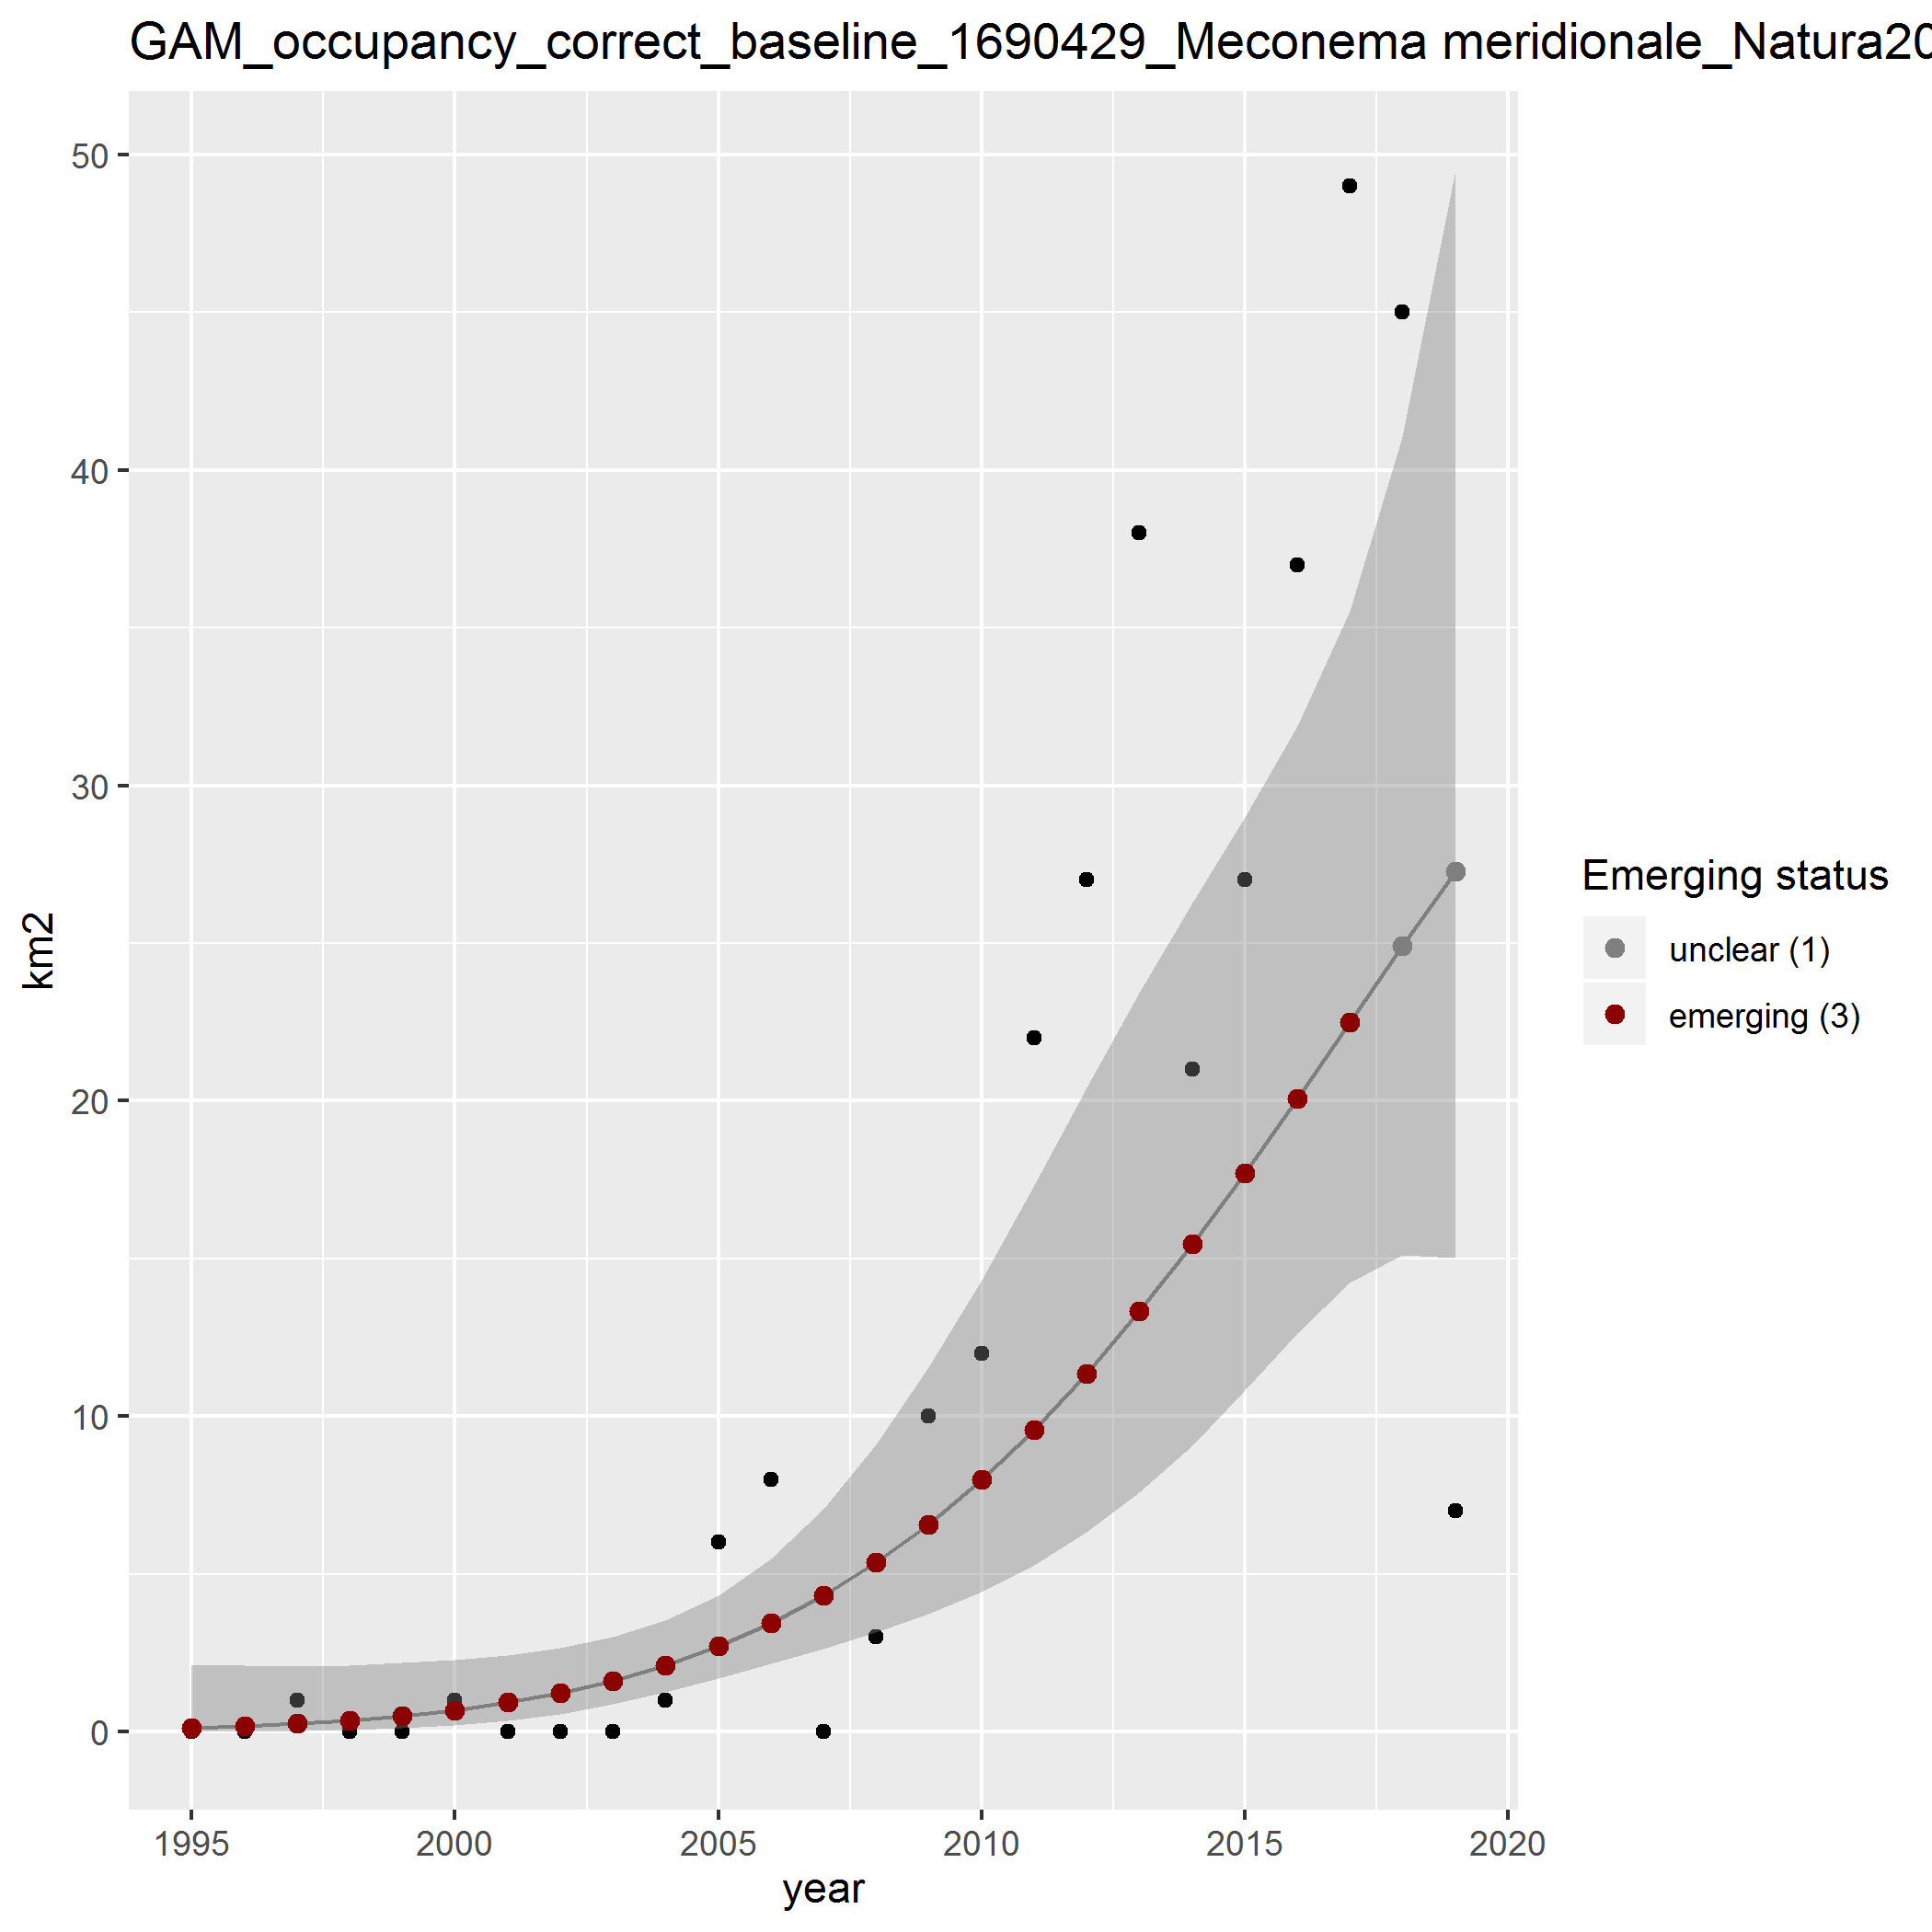 GAM_occupancy_correct_baseline_1690429_Meconema meridionale_Natura20
50
40
30
20
10
0
km2
1995 2000 2005 2010 2015 2020
year
Emerging status
unclear (1)
emerging (3)